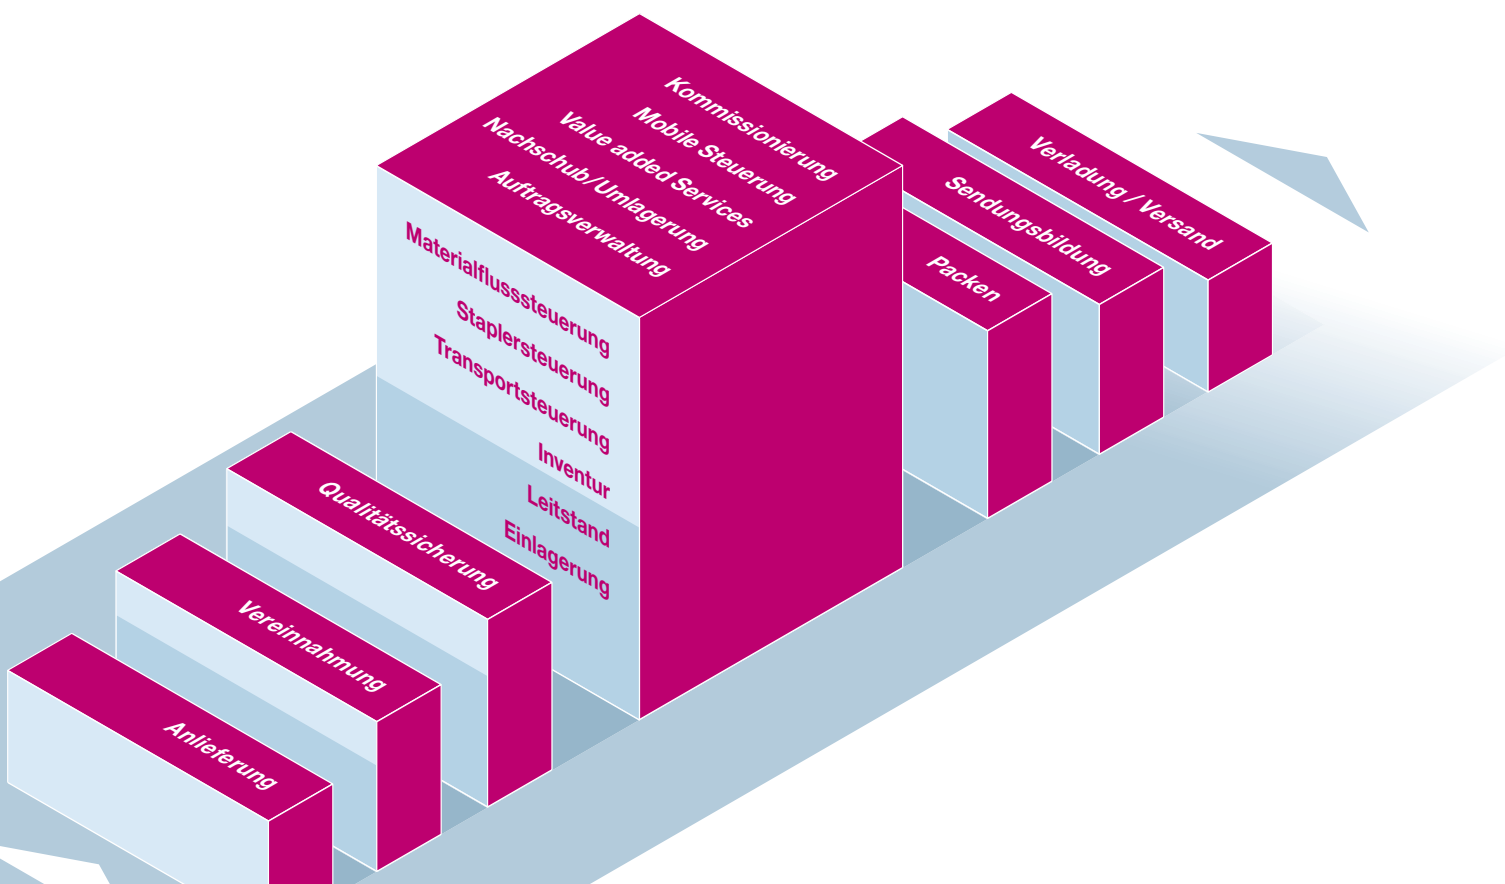 Kommissionierung
Mobile Steuerung
Value added Services
Nachschub/Umlagerung
Auftragsverwaltung
Materialflusssteuerung
Staplersteuerung
Transportsteuerung
Inventur
Leitstand
Einlagerung
Verladung / Versand
Sendungsbildung
Packen
Qualitätssicherung
Vereinnahmung
Anlieferung